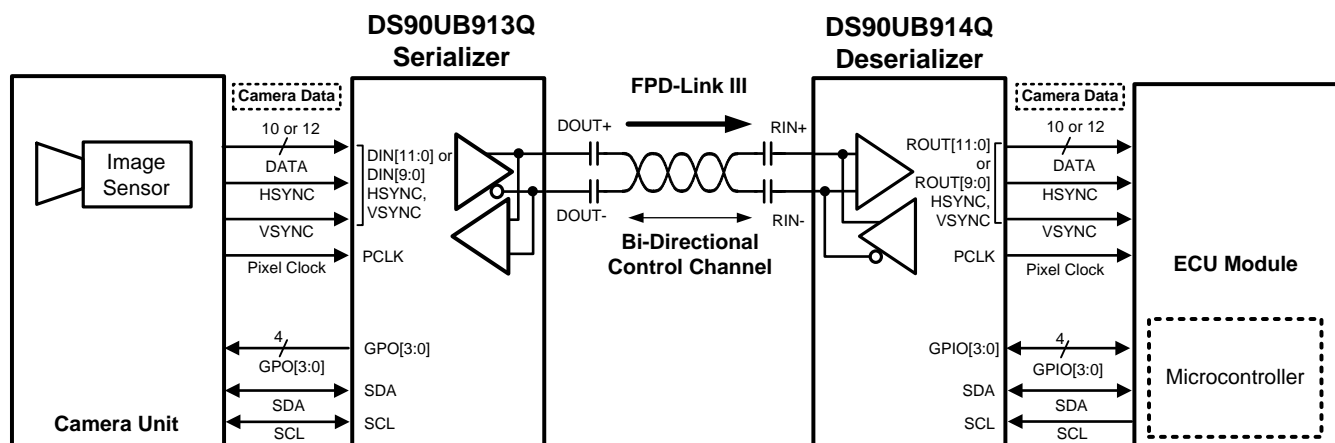 DS90UB913Q
Serializer
DS90UB914Q
Deserializer
Camera Data
10 or 12
DATA
HSYNC
VSYNC
Pixel Clock
4
GPO[3:0]
SDA
SCL
Image
Sensor
Camera Unit
DIN[11:0] or
DIN[9:0]
HSYNC,
VSYNC
PCLK
GPO[3:0]
SDA
SCL
FPD-Link III
DOUT+
DOUT-
RIN+
RIN-
Bi-Directional
Control Channel
ROUT[11:0]
or
ROUT[9:0]
HSYNC,
VSYNC
PCLK
GPIO[3:0]
SDA
SCL
Camera Data
10 or 12
DATA
HSYNC
VSYNC
Pixel Clock
4
GPIO[3:0]
SDA
SCL
ECU Module
Microcontroller